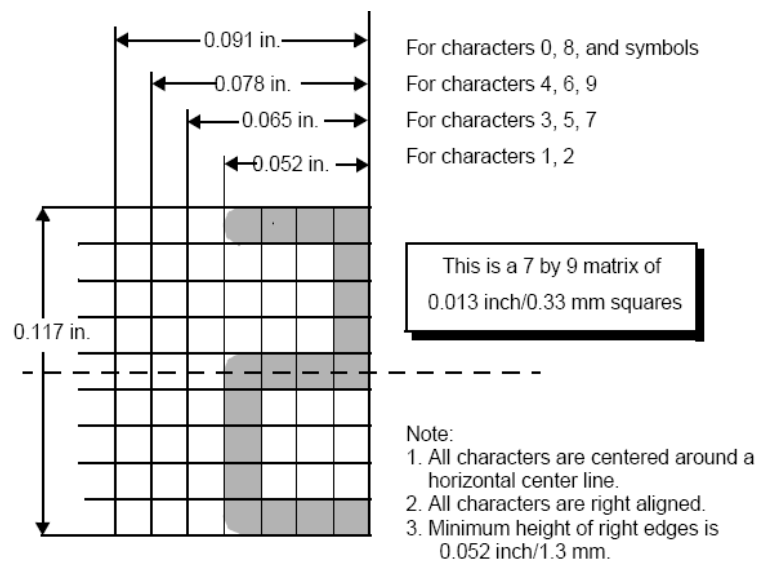 0.091 in.
For characters 0, 8, and symbols
0.078 in.
For characters 4, 6, 9
0.065 in.
For characters 3, 5, 7
0.052 in.
For characters 1, 2
This is a 7 by 9 matrix of
0.013 inch/0.33 mm squares
0.117 in.
Note:
1. All characters are centered around a
horizontal center line.
2. All characters are right aligned.
3. Minimum height of right edges is
0.052 inch/1.3 mm.